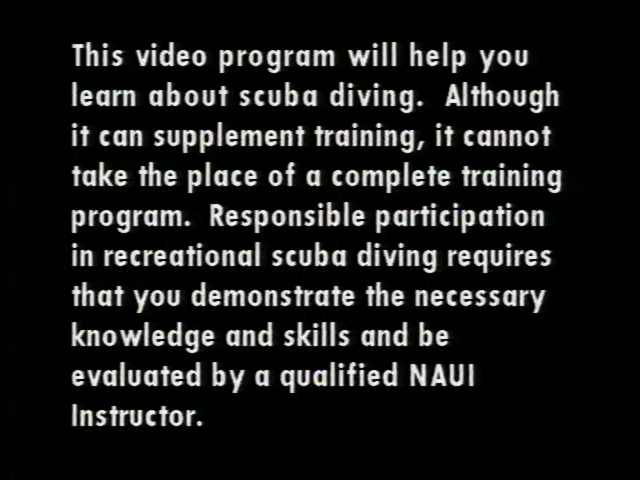 This video program will help you
learn about scuba diving.  Although
it can supplement training, it cannot
take the place of a complete training
program.  Responsible participation
in recreational scuba diving requires
that you demonstrate the necessary
knowledge and skills and be
evaluated by a qualified NAUI
Instructor.